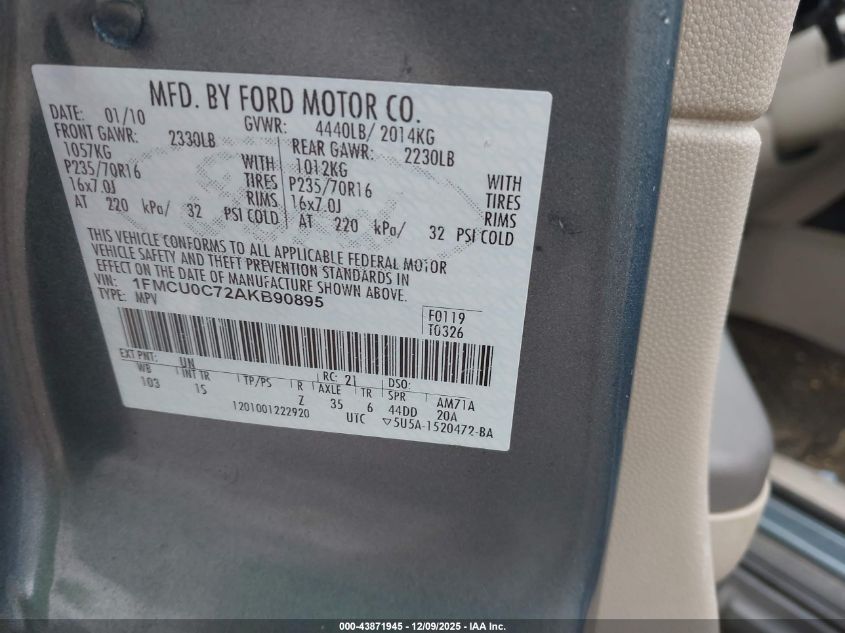 MFD. BY FORD MOTOR CO.
DATE: 01/10 GVWR: 4440LB/ 2014KG
FRONT GAWR: 2330LB REAR GAWR: 2230LB
1057KG WITH 1012KG WITH
P235/70R16 TIRES P235/70R16 TIRES
16x7.0J RIMS 16x7.0J RIMS
AT 220 kPa/ 32 PSI COLD AT 220 kPa/ 32 PSI COLD
THIS VEHICLE CONFORMS TO ALL APPLICABLE FEDERAL MOTOR
VEHICLE SAFETY AND THEFT PREVENTION STANDARDS IN
EFFECT ON THE DATE OF MANUFACTURE SHOWN ABOVE.
VIN: 1FMCU0C72AKB90895
TYPE: MPV
F0119
T0326
EXT PNT: UN RC: 21 DSO:
WB INT TR TP/PS R AXLE TR SPR AM71A
103 15 Z 35 6 44DD 20A
1201001222920 UTC ▽5U5A-1520472-BA
000-43871945 - 12/09/2025 - IAA Inc.